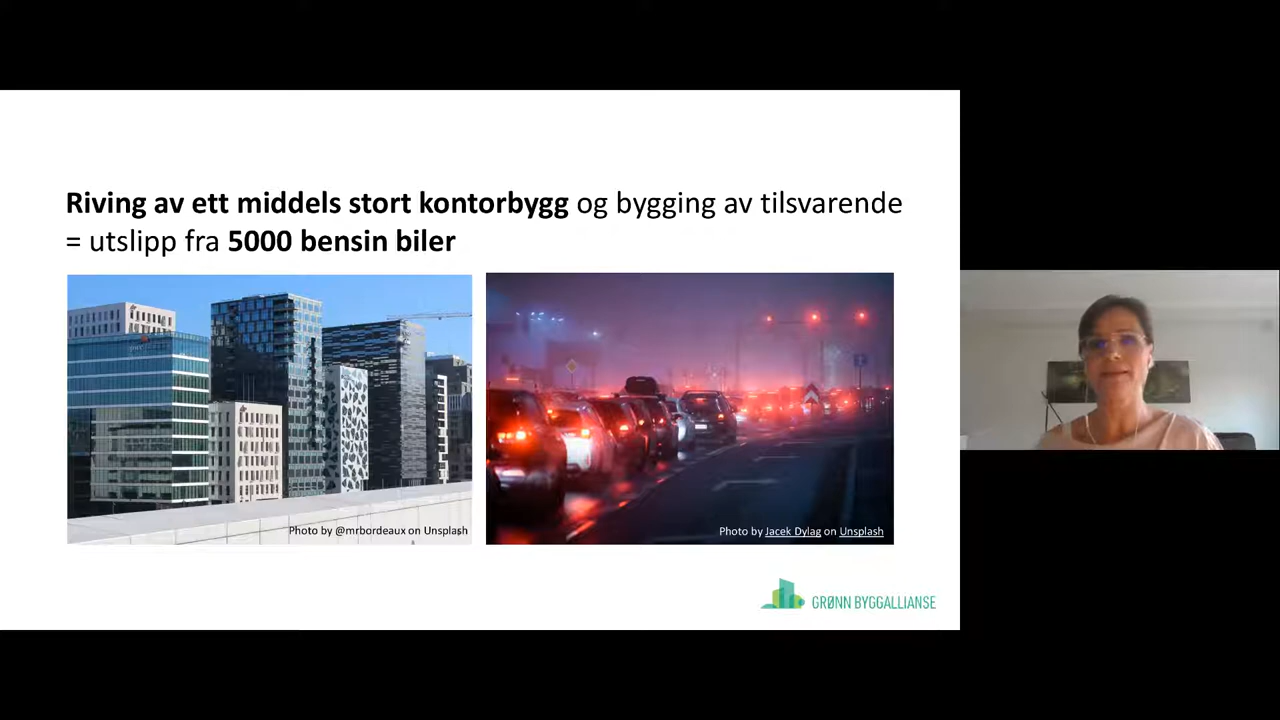 Riving av ett middels stort kontorbygg og bygging av tilsvarende
= utslipp fra 5000 bensin biler
Photo by @mrbordeaux on Unsplash
Photo by Jacek Dylag on Unsplash
GRØNN BYGGALLIANSE